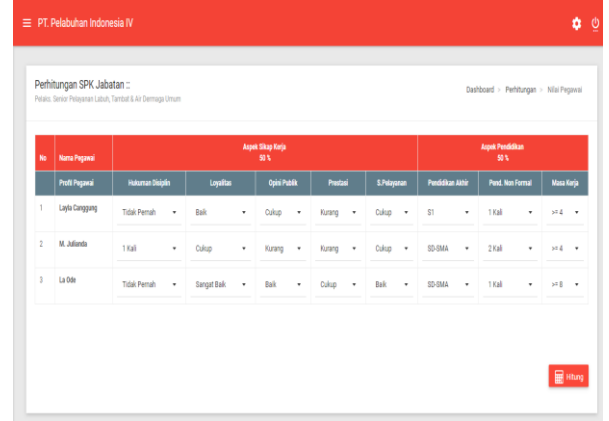 PT. Pelabuhan Indonesia IV
Perhitungan SPK Jabatan ::
Pelaks. Senior Pelayanan Labuh, Tambat & Air Dermaga Umum
Dashboard > Perhitungan > Nilai Pegawai
No Nama Pegawai Aspek Sikap Kerja Aspek Pendidikan
50 % 50 %
Profil Pegawai Hukuman Disiplin Loyalitas Opini Publik Prestasi S.Pelayanan Pendidikan Akhir Pend. Non Formal Masa Kerja
1 Layla Canggung Tidak Pernah Baik Cukup Kurang Cukup S1 1 Kali >= 4
2 M. Julianda 1 Kali Cukup Kurang Kurang Cukup SD-SMA 2 Kali >= 4
3 La Ode Tidak Pernah Sangat Baik Baik Cukup Baik SD-SMA 1 Kali >= 8
Hitung